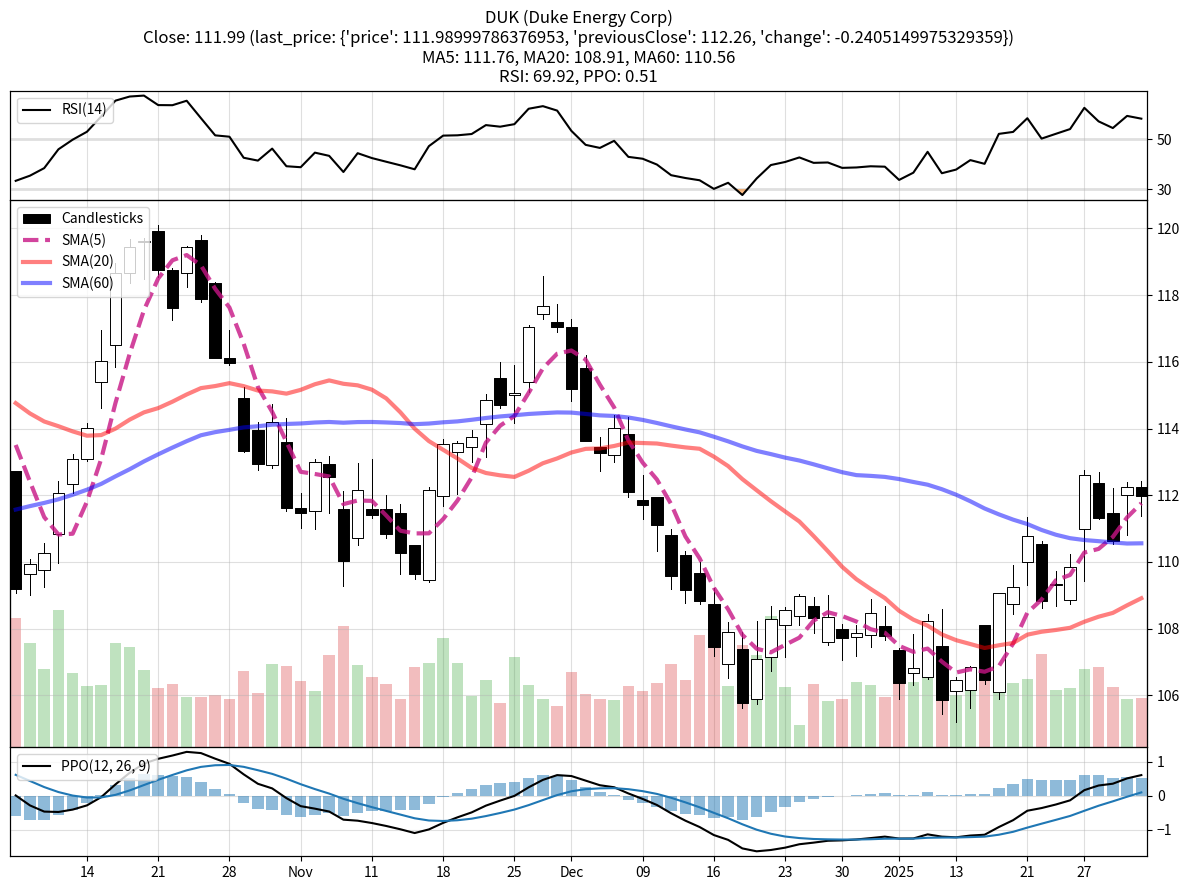 DUK (Duke Energy Corp)
Close: 111.99 (last_price: {'price': 111.98999786376953, 'previousClose': 112.26, 'change': -0.2405149975329359})
MA5: 111.76, MA20: 108.91, MA60: 110.56
RSI: 69.92, PPO: 0.51
RSI(14)
50
30
Candlesticks
SMA(5)
SMA(20)
SMA(60)
120
118
116
114
112
110
108
106
PPO(12, 26, 9)
1
0
−1
14
21
28
Nov
11
18
25
Dec
09
16
23
30
2025
13
21
27